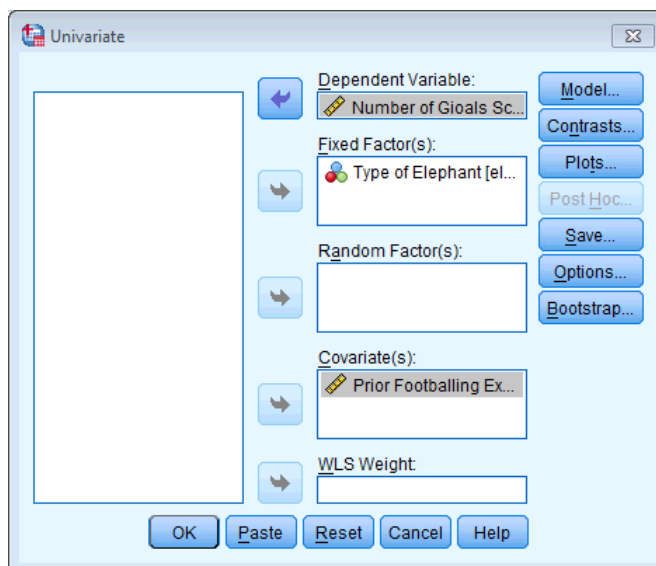 Univariate
Dependent Variable:
Number of Gioals Sc...
Fixed Factor(s):
Type of Elephant [el...
Random Factor(s):
Covariate(s):
Prior Footballing Ex...
WLS Weight:
Model...
Contrasts...
Plots...
Post Hoc...
Save...
Options...
Bootstrap...
OK Paste Reset Cancel Help